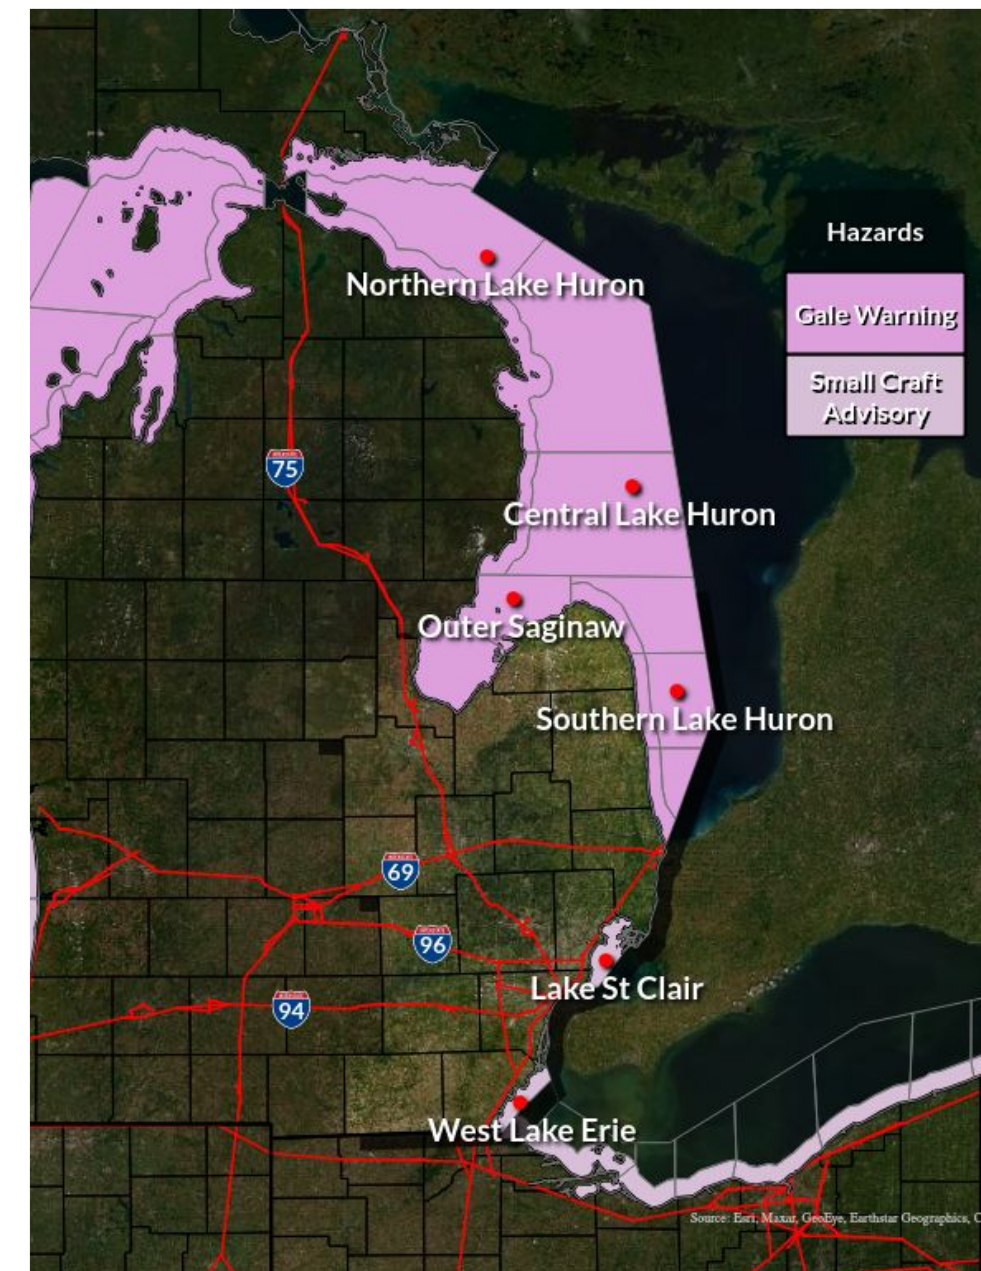 Hazards
Gale Warning
Small Craft
Advisory
Northern Lake Huron
75
Central Lake Huron
Outer Saginaw
Southern Lake Huron
69
96
Lake St Clair
94
West Lake Erie
Source: Esri, Maxar, GeoEye, Earthstar Geographics, C